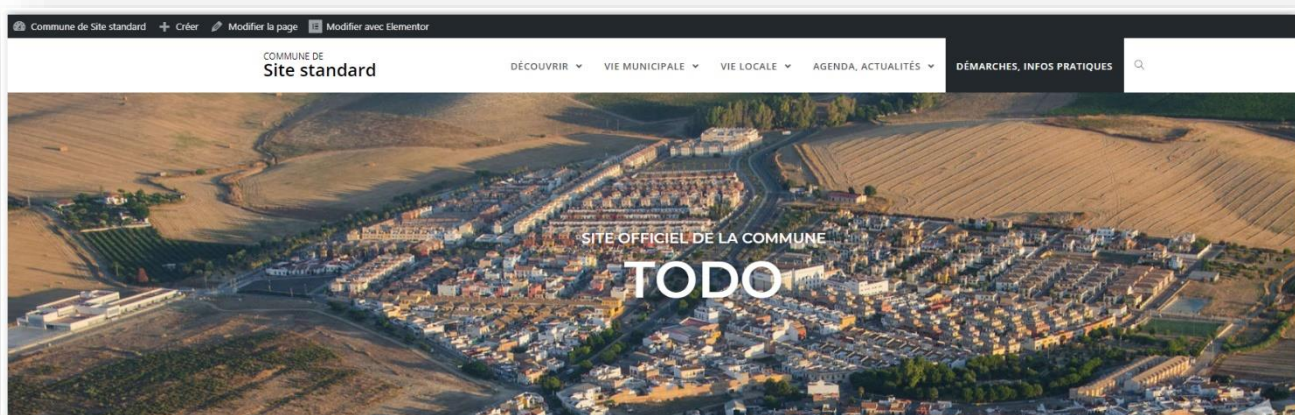 Commune de Site standard + Créer Modifier la page Modifier avec Elementor
COMMUNE DE
Site standard
DÉCOUVRIR VIE MUNICIPALE VIE LOCALE AGENDA, ACTUALITÉS DÉMARCHES, INFOS PRATIQUES
SITE OFFICIEL DE LA COMMUNE
TODO